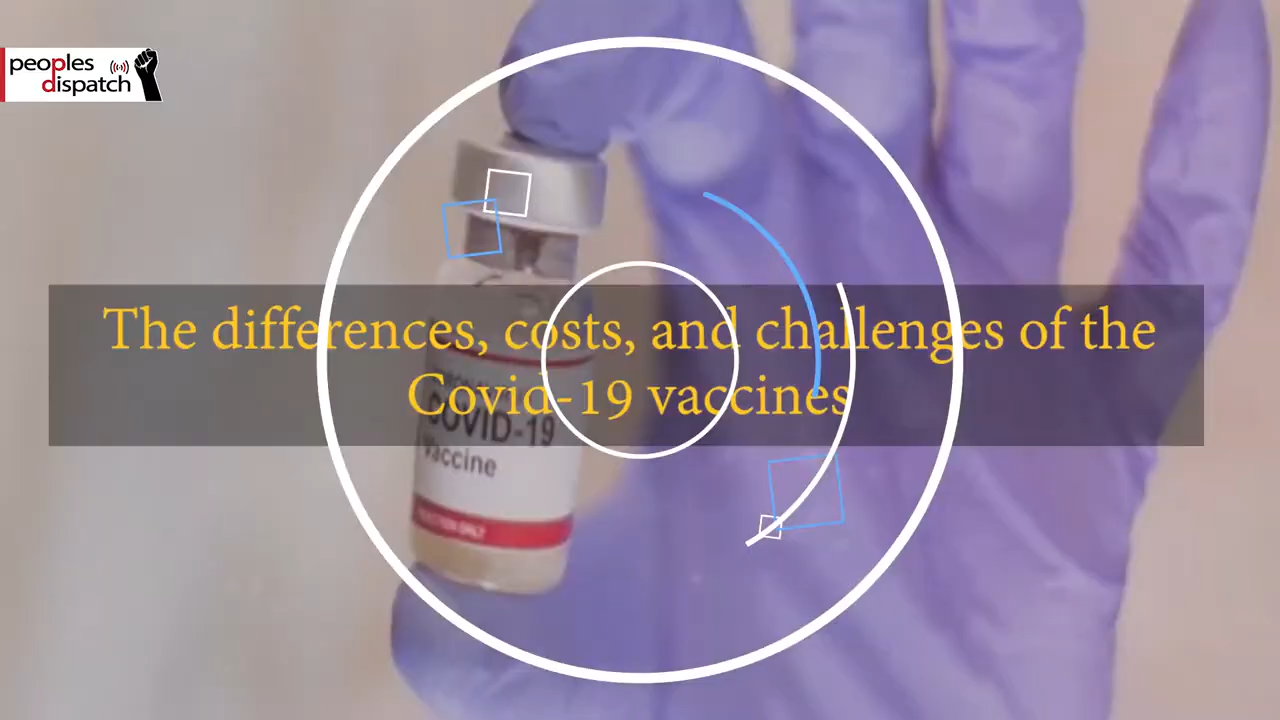 peoples
dispatch
The differences, costs, and challenges of the
Covid-19 vaccines
COVID-19
Vaccine